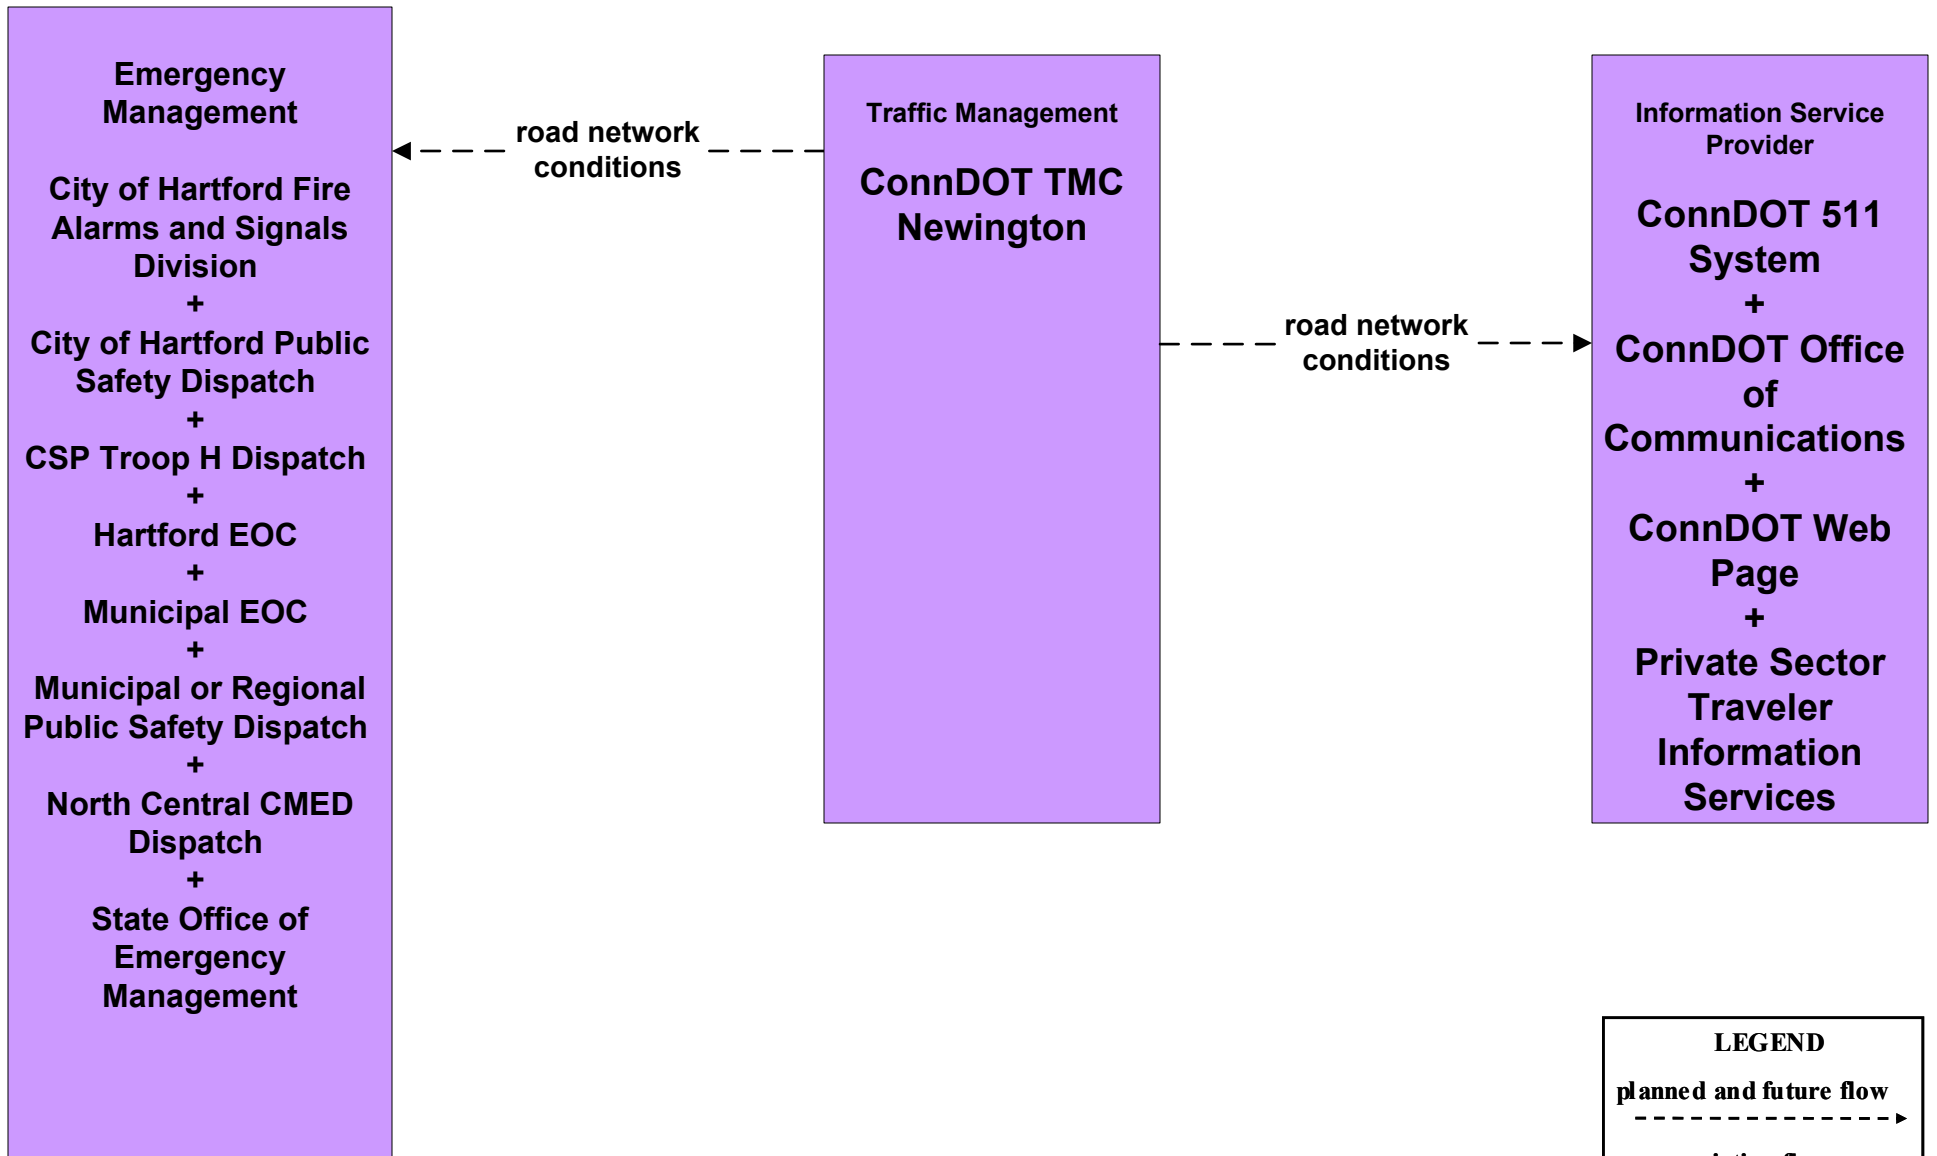 Emergency
Management
City of Hartford Fire
Alarms and Signals
Division
+
City of Hartford Public
Safety Dispatch
+
CSP Troop H Dispatch
+
Hartford EOC
+
Municipal EOC
+
Municipal or Regional
Public Safety Dispatch
+
North Central CMED
Dispatch
+
State Office of
Emergency
Management
road network
conditions
Traffic Management
ConnDOT TMC
Newington
road network
conditions
Information Service
Provider
ConnDOT 511
System
+
ConnDOT Office
of
Communications
+
ConnDOT Web
Page
+
Private Sector
Traveler
Information
Services
LEGEND
planned and future flow